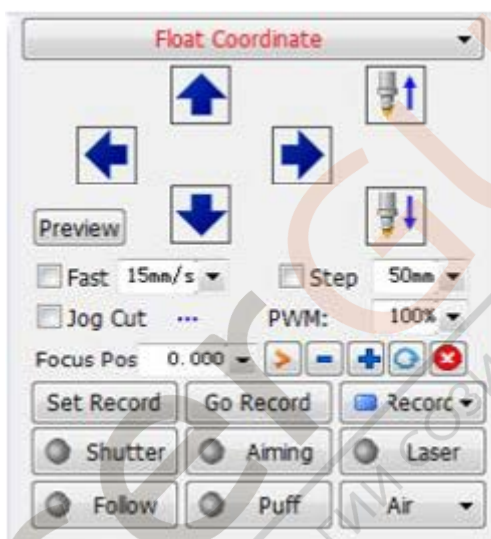 Float Coordinate
Preview
Fast 15mm/s Step 50mm
Jog Cut ... PWM: 100%
Focus Pos 0.000
Set Record Go Record Record
Shutter Aiming Laser
Follow Puff Air